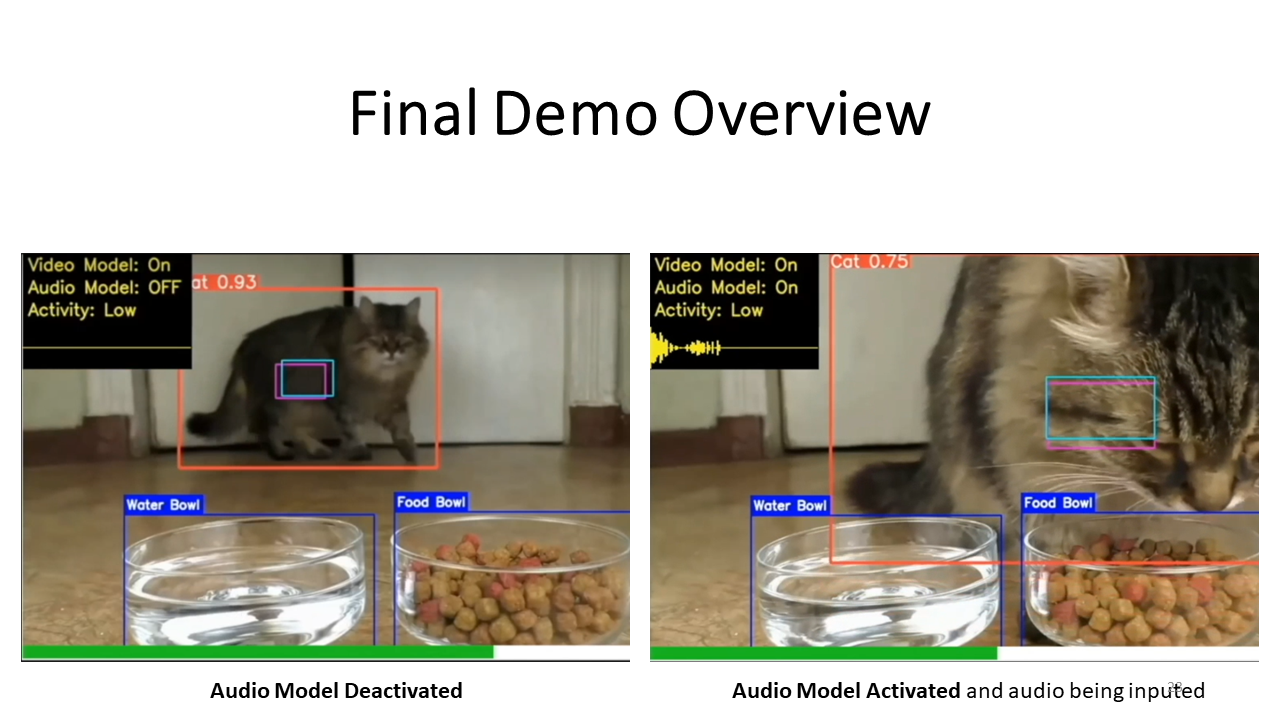 Final Demo Overview
Video Model: On
Audio Model: OFF
Activity: Low
at 0.93
Water Bowl
Food Bowl
Video Model: On
Audio Model: On
Activity: Low
Cat 0.75
Water Bowl
Food Bowl
Audio Model Deactivated
Audio Model Activated and audio being inputed